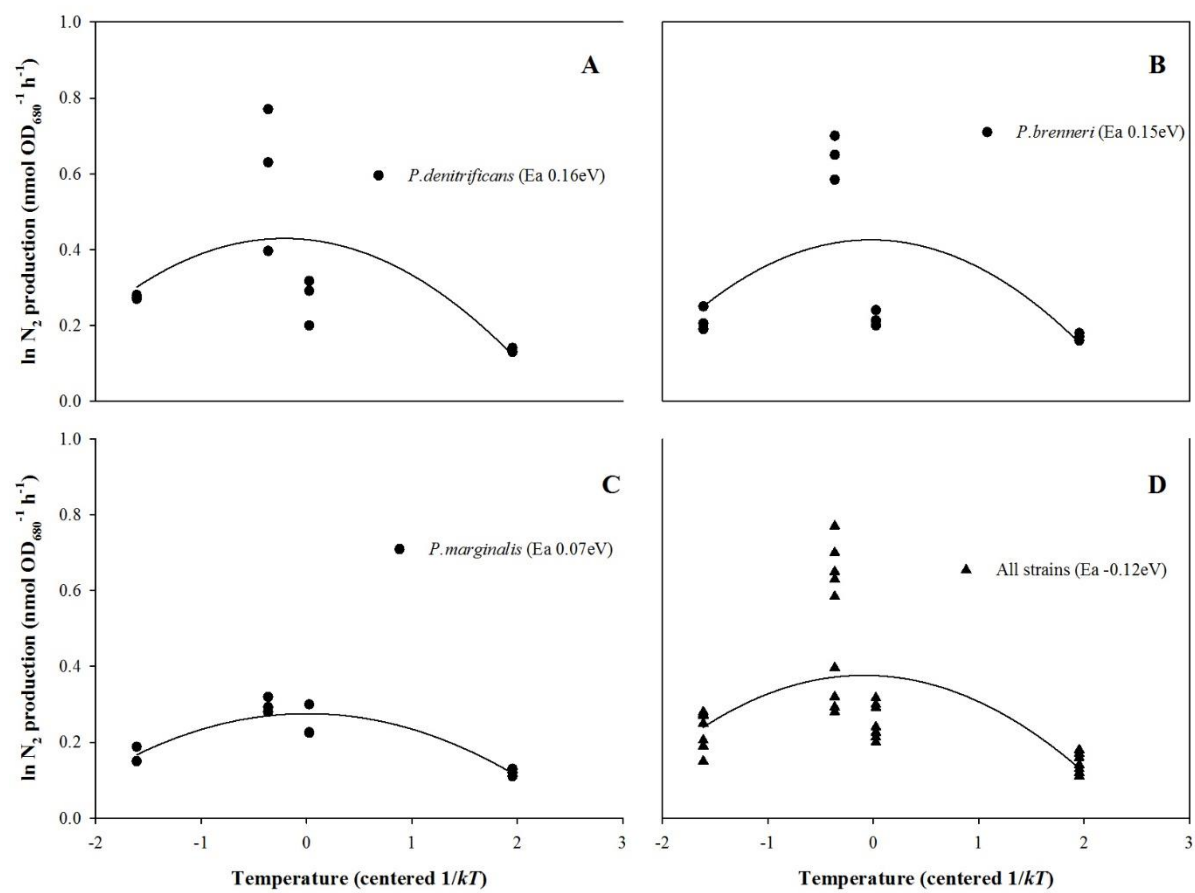 1.0
A
0.8
ln N₂ production (nmol OD₆₈₀⁻¹ h⁻¹)
P.denitrificans (Ea 0.16eV)
0.6
0.4
0.2
0.0
B
P.brenneri (Ea 0.15eV)
1.0
C
0.8
ln N₂ production (nmol OD₆₈₀⁻¹ h⁻¹)
P.marginalis (Ea 0.07eV)
0.6
0.4
0.2
0.0
-2 -1 0 1 2 3
Temperature (centered 1/kT)
D
All strains (Ea -0.12eV)
-2 -1 0 1 2 3
Temperature (centered 1/kT)